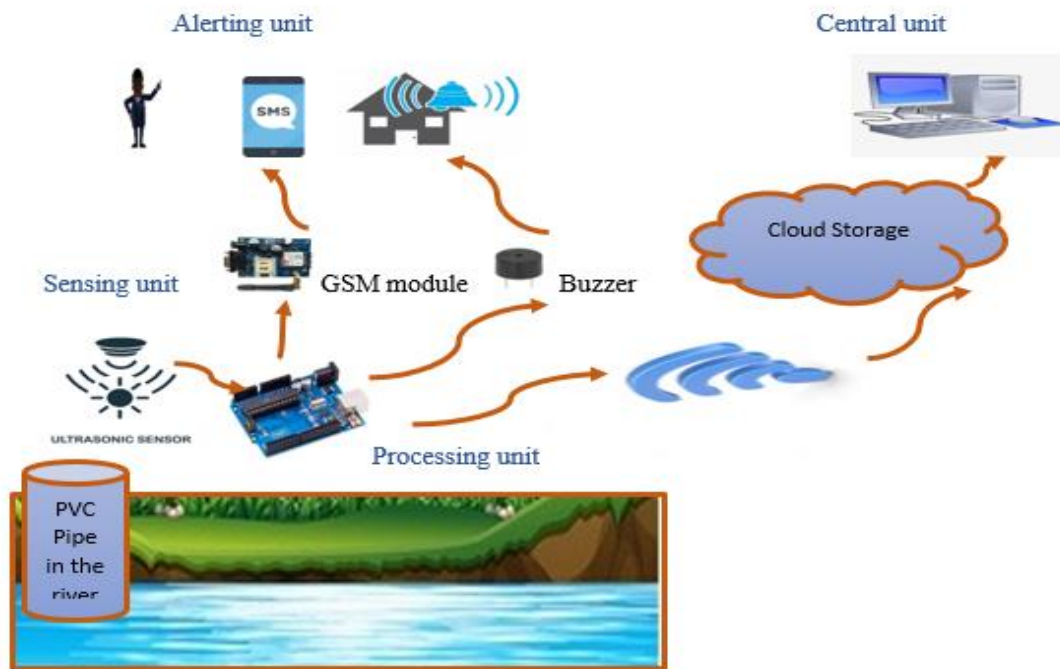 Alerting unit
Central unit
SMS
Cloud Storage
Sensing unit
GSM module
Buzzer
ULTRASONIC SENSOR
Processing unit
PVC
Pipe
in the
river